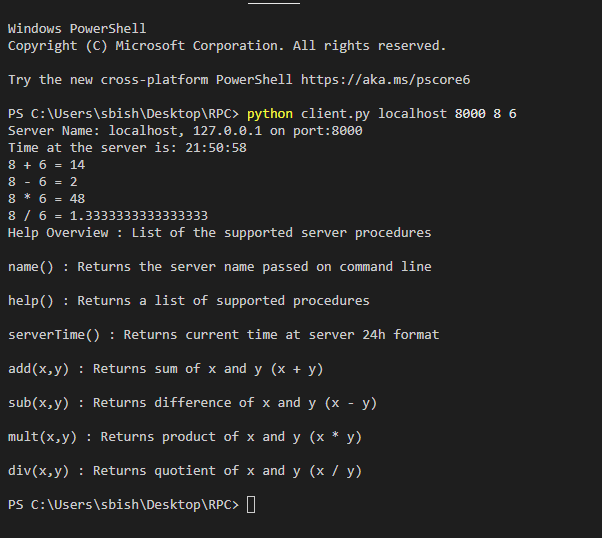 Windows PowerShell
Copyright (C) Microsoft Corporation. All rights reserved.
Try the new cross-platform PowerShell https://aka.ms/pscore6
PS C:\Users\sbish\Desktop\RPC> python client.py localhost 8000 8 6
Server Name: localhost, 127.0.0.1 on port:8000
Time at the server is: 21:50:58
8 + 6 = 14
8 - 6 = 2
8 * 6 = 48
8 / 6 = 1.3333333333333333
Help Overview : List of the supported server procedures
name() : Returns the server name passed on command line
help() : Returns a list of supported procedures
serverTime() : Returns current time at server 24h format
add(x,y) : Returns sum of x and y (x + y)
sub(x,y) : Returns difference of x and y (x - y)
mult(x,y) : Returns product of x and y (x * y)
div(x,y) : Returns quotient of x and y (x / y)
PS C:\Users\sbish\Desktop\RPC>